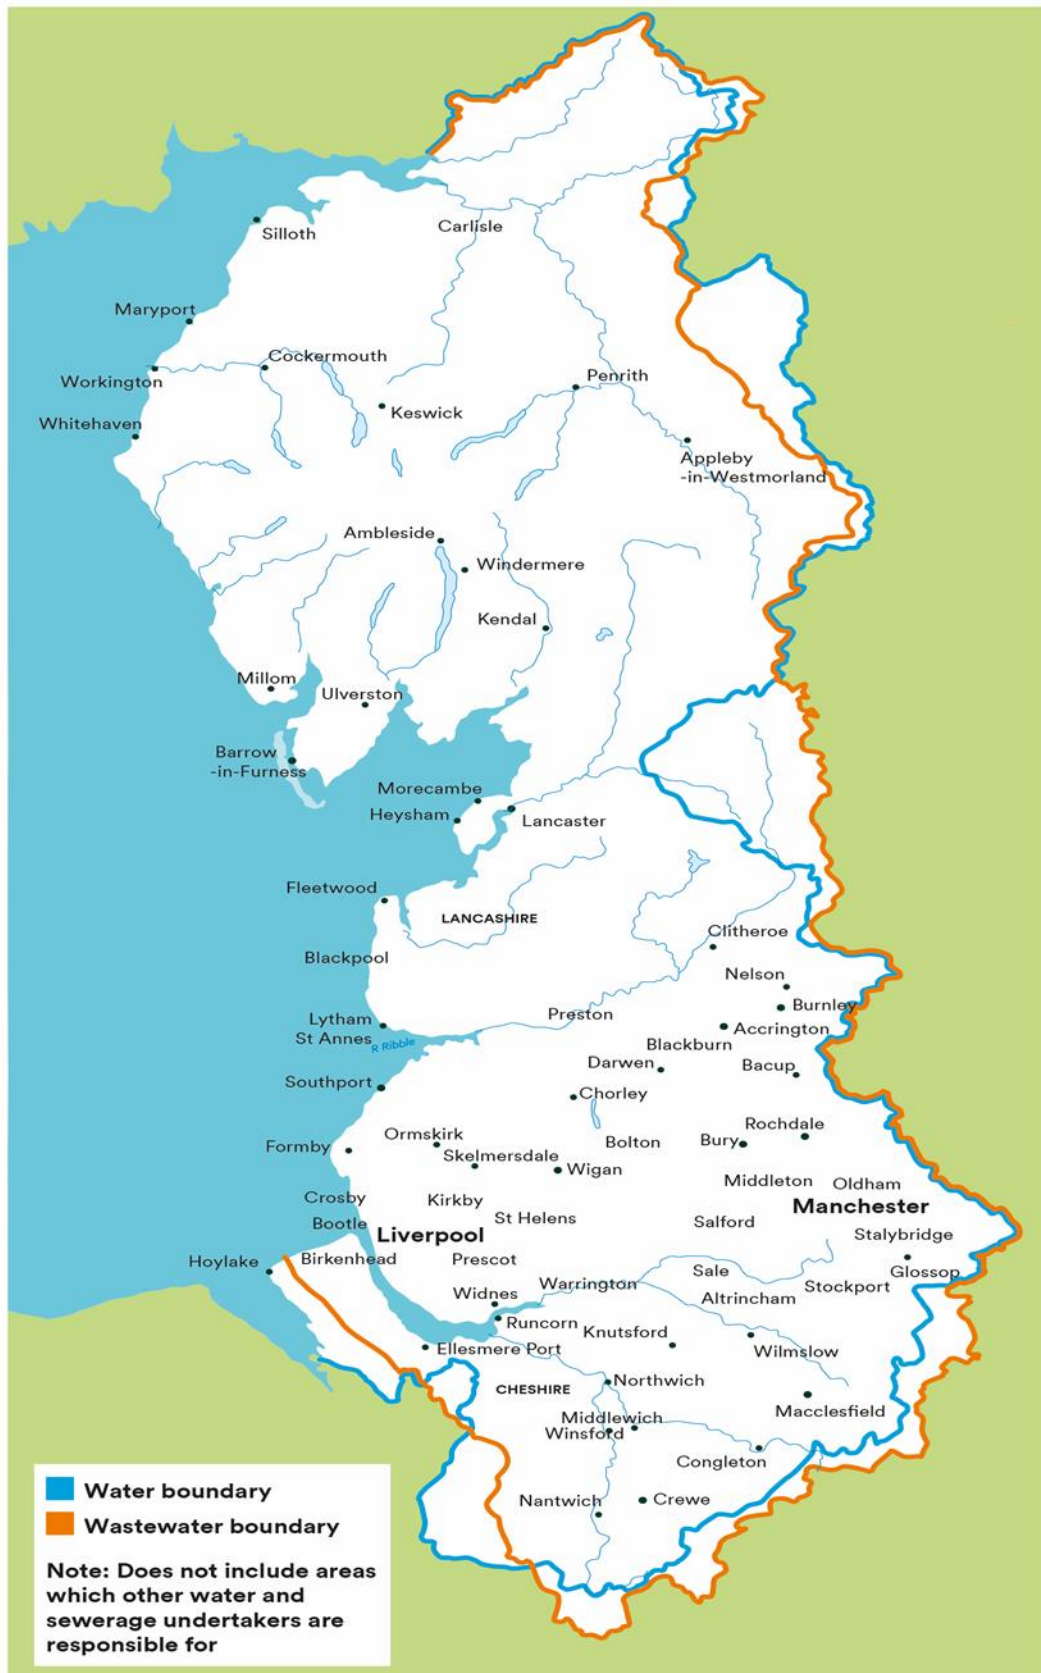 Silloth
Carlisle
Maryport
Cockermouth
Workington
Penrith
Keswick
Whitehaven
Appleby
-in-Westmorland
Ambleside
Windermere
Kendal
Millom
Ulverston
Barrow
-in-Furness
Morecambe
Heysham
Lancaster
Fleetwood
LANCASHIRE
Clitheroe
Blackpool
Nelson
Burnley
Preston
Lytham
St Annes
R Ribble
Accrington
Blackburn
Darwen
Bacup
Southport
Chorley
Rochdale
Ormskirk
Bolton
Bury
Formby
Skelmersdale
Wigan
Middleton
Oldham
Crosby
Kirkby
Manchester
Bootle
St Helens
Salford
Liverpool
Stalybridge
Hoylake
Birkenhead
Prescot
Sale
Glossop
Warrington
Stockport
Widnes
Altrincham
Runcorn
Knutsford
Ellesmere Port
Wilmslow
CHESHIRE
Northwich
Macclesfield
Middlewich
Winsford
Congleton
Nantwich
Crewe
Water boundary
Wastewater boundary
Note: Does not include areas
which other water and
sewerage undertakers are
responsible for